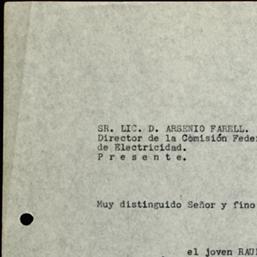 SR. LIC. D. ARSENIO FARELL.
Director de la Comisión Feder
de Electricidad.
P r e s e n t e.
Muy distinguido Señor y fino
el joven RAU